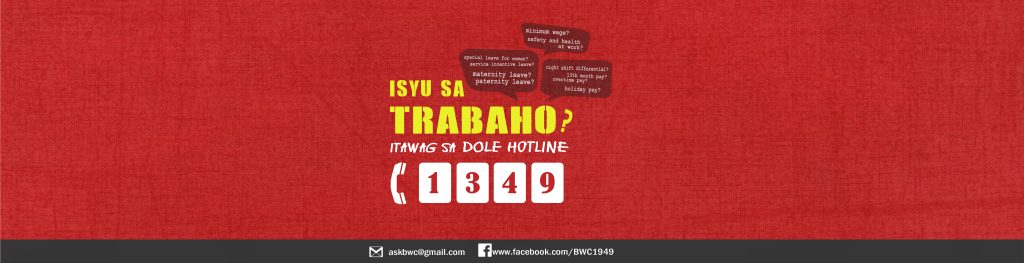 minimum wage?
safety and health
at work?
special leave for women?
service incentive leave?
maternity leave?
paternity leave?
night shift differential?
13th month pay?
overtime pay?
holiday pay?
ISYU SA
TRABAHO?
ITAWAG SA DOLE HOTLINE
1349
askbwc@gmail.com
www.facebook.com/BWC1949